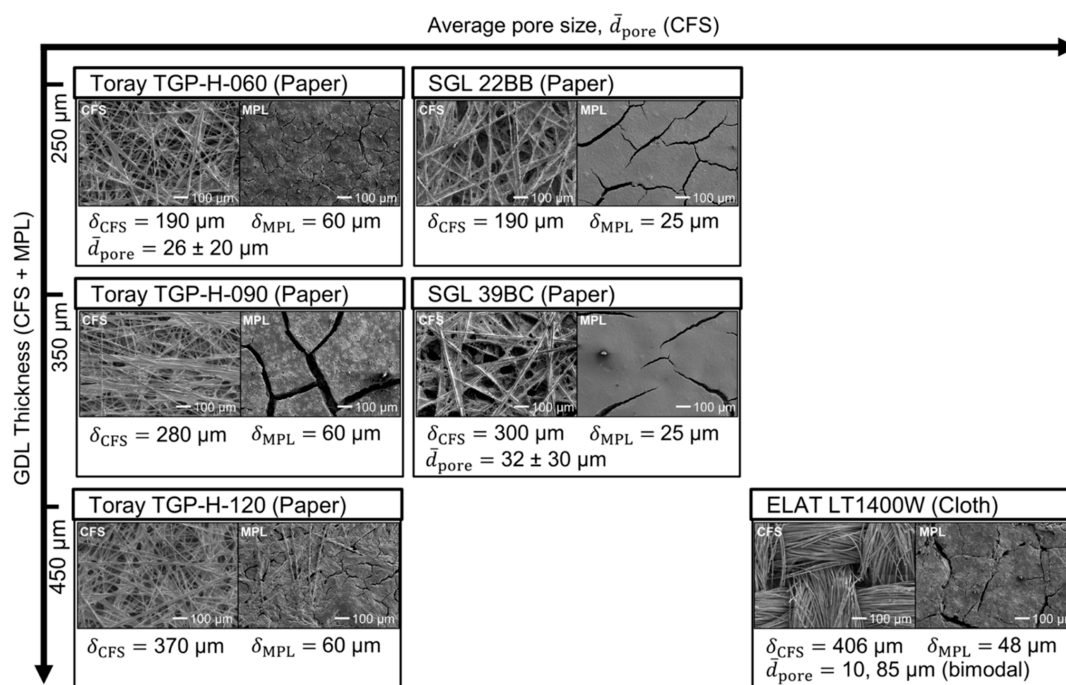 Average pore size, d̄pore (CFS)
GDL Thickness (CFS + MPL)
250 µm
Toray TGP-H-060 (Paper)
CFS
100 µm
MPL
100 µm
δCFS = 190 µm δMPL = 60 µm
d̄pore = 26 ± 20 µm
SGL 22BB (Paper)
CFS
100 µm
MPL
100 µm
δCFS = 190 µm δMPL = 25 µm
350 µm
Toray TGP-H-090 (Paper)
CFS
100 µm
MPL
100 µm
δCFS = 280 µm δMPL = 60 µm
SGL 39BC (Paper)
CFS
100 µm
MPL
100 µm
δCFS = 300 µm δMPL = 25 µm
d̄pore = 32 ± 30 µm
450 µm
Toray TGP-H-120 (Paper)
CFS
100 µm
MPL
100 µm
δCFS = 370 µm δMPL = 60 µm
ELAT LT1400W (Cloth)
CFS
100 µm
MPL
100 µm
δCFS = 406 µm δMPL = 48 µm
d̄pore = 10, 85 µm (bimodal)